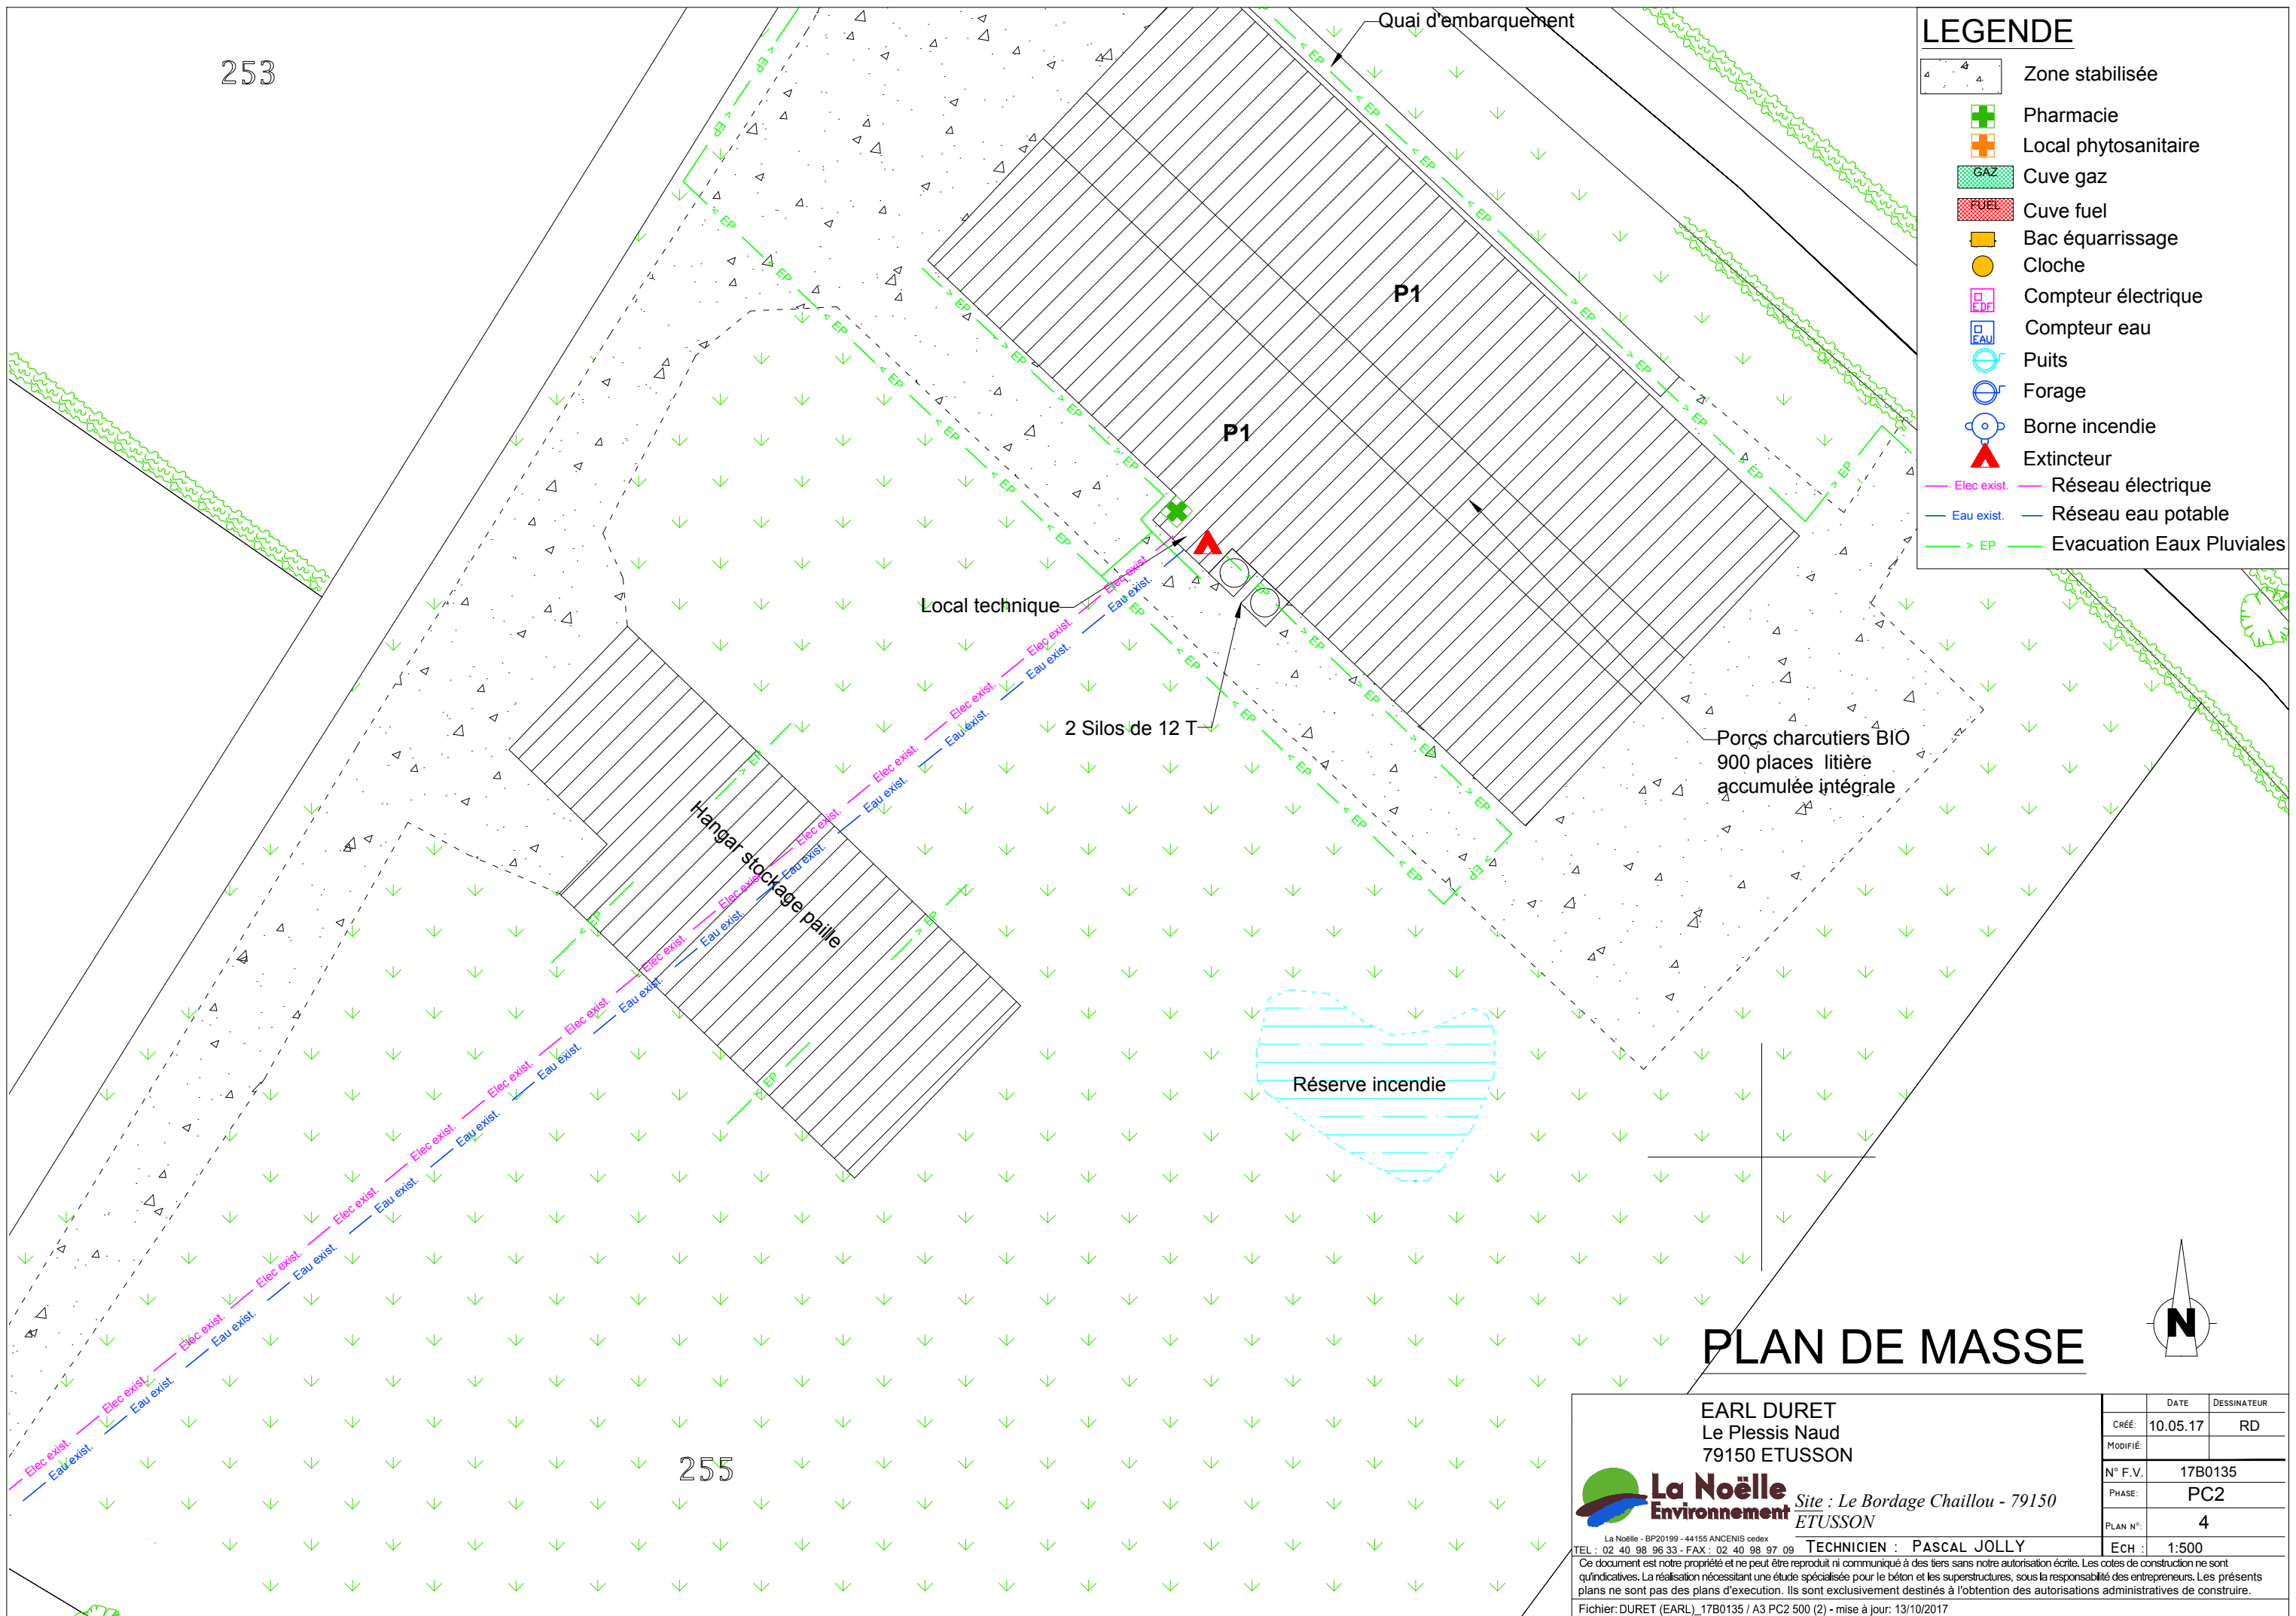 253
Quai d'embarquement
LEGENDE
Zone stabilisée
Pharmacie
Local phytosanitaire
GAZ Cuve gaz
FUEL Cuve fuel
Bac équarrissage
Cloche
EDF Compteur électrique
EAU Compteur eau
Puits
Forage
Borne incendie
Extincteur
Elec exist. Réseau électrique
Eau exist. Réseau eau potable
> EP Evacuation Eaux Pluviales
P1
P1
Local technique
2 Silos de 12 T
Porcs charcutiers BIO
900 places litière
accumulée intégrale
Hangar stockage paille
Elec exist.
Eau exist.
< EP
> EP
Réserve incendie
255
N
PLAN DE MASSE
EARL DURET
Le Plessis Naud
79150 ETUSSON
La Noëlle
Environnement
Site : Le Bordage Chaillou - 79150
ETUSSON
La Noëlle - BP20199 - 44155 ANCENIS cedex
TEL : 02 40 98 96 33 - FAX : 02 40 98 97 09
TECHNICIEN : PASCAL JOLLY
DATE DESSINATEUR
CRÉÉ: 10.05.17 RD
MODIFIÉ:
N° F.V. 17B0135
PHASE: PC2
PLAN N°: 4
ECH : 1:500
Ce document est notre propriété et ne peut être reproduit ni communiqué à des tiers sans notre autorisation écrite. Les cotes de construction ne sont
qu'indicatives. La réalisation nécessitant une étude spécialisée pour le béton et les superstructures, sous la responsabilité des entrepreneurs. Les présents
plans ne sont pas des plans d'execution. Ils sont exclusivement destinés à l'obtention des autorisations administratives de construire.
Fichier: DURET (EARL)_17B0135 / A3 PC2 500 (2) - mise à jour: 13/10/2017